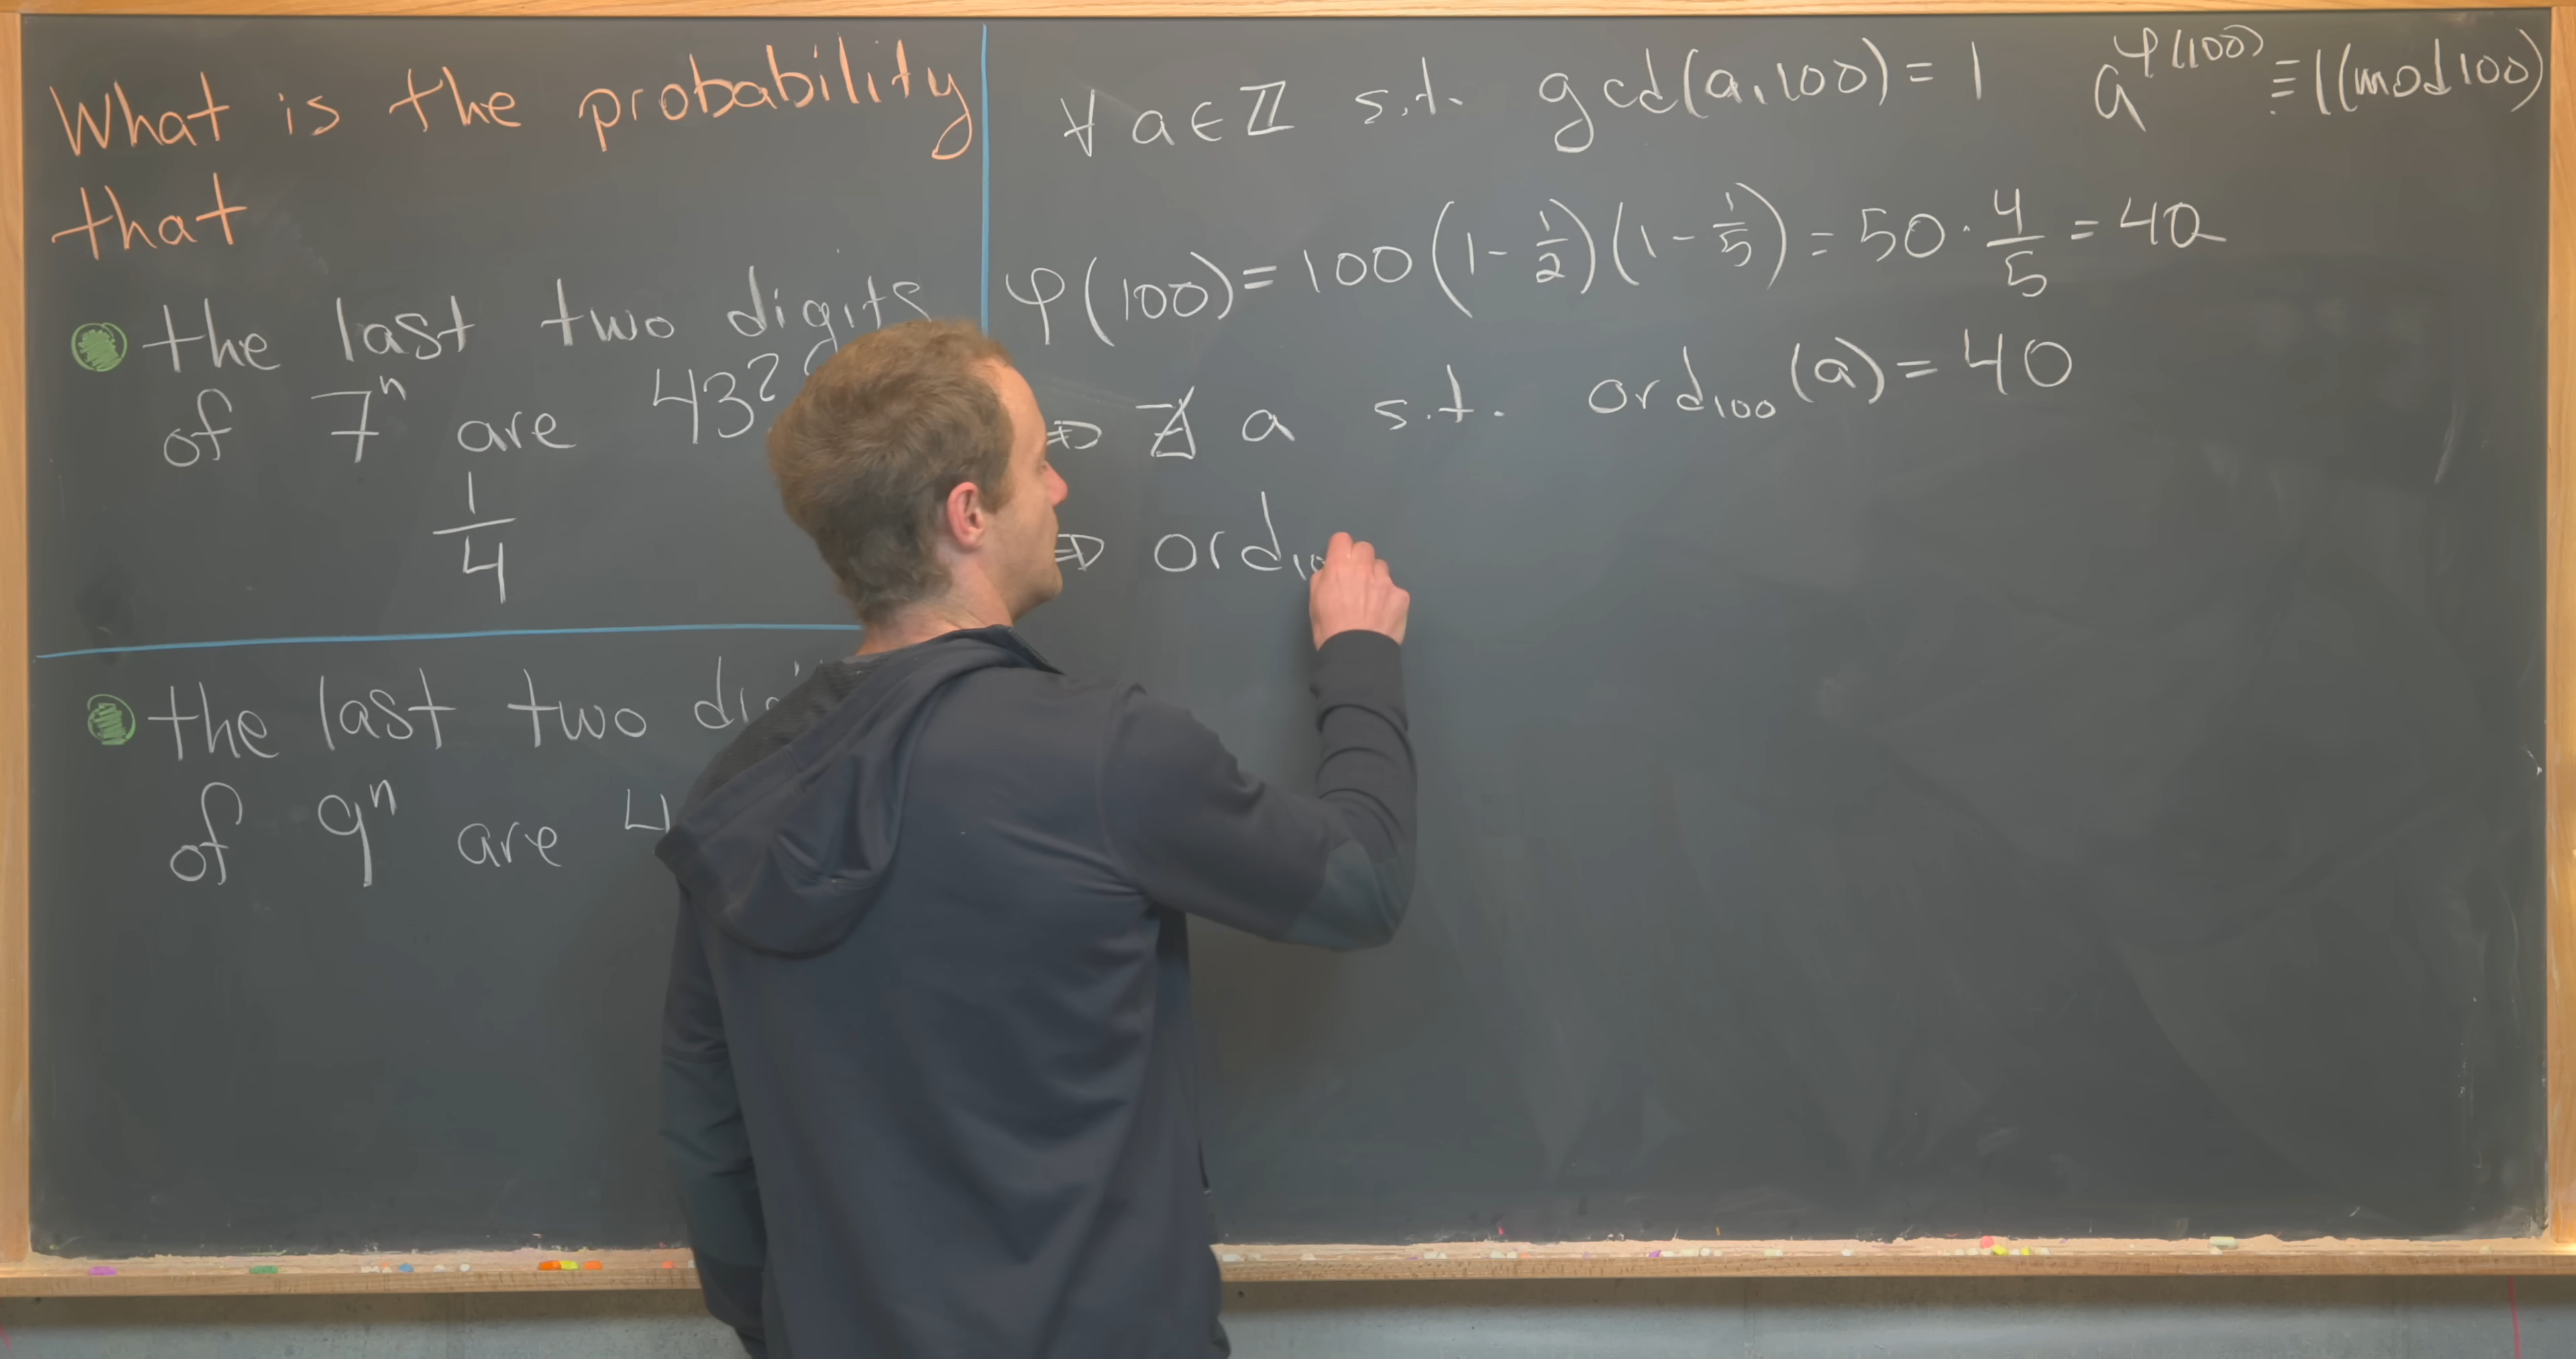 What is the probability
that
the last two digits
of 7ⁿ are 43?
1/4
the last two
of 9ⁿ are 4
∀ a ∈ ℤ s.t. gcd(a,100) = 1 a^φ(100) ≡ 1 (mod 100)
φ(100) = 100 (1 - 1/2)(1 - 1/5) = 50 · 4/5 = 40
⇒ ∄ a s.t. ord₁₀₀(a) = 40
⇒ ord₁₀